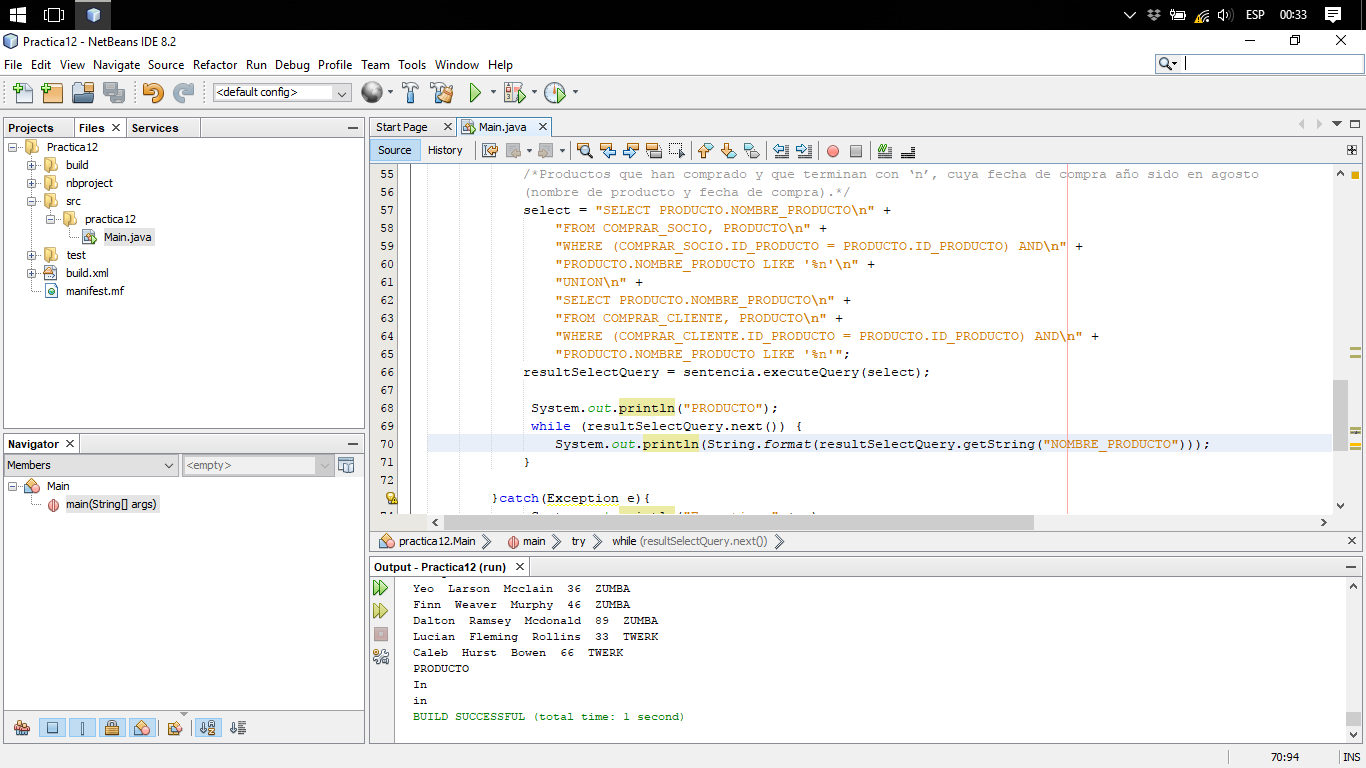 ESP 00:33
Practica12 - NetBeans IDE 8.2
File Edit View Navigate Source Refactor Run Debug Profile Team Tools Window Help
<default config>
Projects Files Services
Practica12
build
nbproject
src
practica12
Main.java
test
build.xml
manifest.mf
Navigator
Members <empty>
Main
main(String[] args)
Start Page Main.java
Source History
55 /*Productos que han comprado y que terminan con ‘n’, cuya fecha de compra año sido en agosto
56 (nombre de producto y fecha de compra).*/
57 select = "SELECT PRODUCTO.NOMBRE_PRODUCTO\n" +
58 "FROM COMPRAR_SOCIO, PRODUCTO\n" +
59 "WHERE (COMPRAR_SOCIO.ID_PRODUCTO = PRODUCTO.ID_PRODUCTO) AND\n" +
60 "PRODUCTO.NOMBRE_PRODUCTO LIKE '%n'\n" +
61 "UNION\n" +
62 "SELECT PRODUCTO.NOMBRE_PRODUCTO\n" +
63 "FROM COMPRAR_CLIENTE, PRODUCTO\n" +
64 "WHERE (COMPRAR_CLIENTE.ID_PRODUCTO = PRODUCTO.ID_PRODUCTO) AND\n" +
65 "PRODUCTO.NOMBRE_PRODUCTO LIKE '%n'";
66 resultSelectQuery = sentencia.executeQuery(select);
67
68 System.out.println("PRODUCTO");
69 while (resultSelectQuery.next()) {
70 System.out.println(String.format(resultSelectQuery.getString("NOMBRE_PRODUCTO")));
71 }
72
}catch(Exception e){
practica12.Main main try while (resultSelectQuery.next())
Output - Practica12 (run)
Yeo Larson Mcclain 36 ZUMBA
Finn Weaver Murphy 46 ZUMBA
Dalton Ramsey Mcdonald 89 ZUMBA
Lucian Fleming Rollins 33 TWERK
Caleb Hurst Bowen 66 TWERK
PRODUCTO
In
in
BUILD SUCCESSFUL (total time: 1 second)
70:94 INS